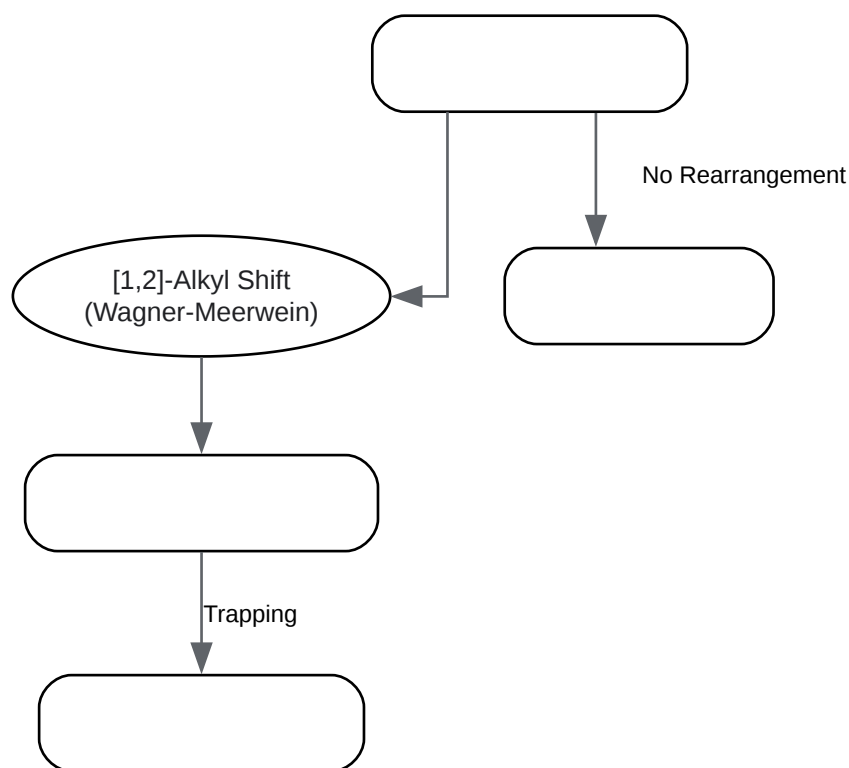 No Rearrangement
[1,2]-Alkyl Shift
(Wagner-Meerwein)
Trapping